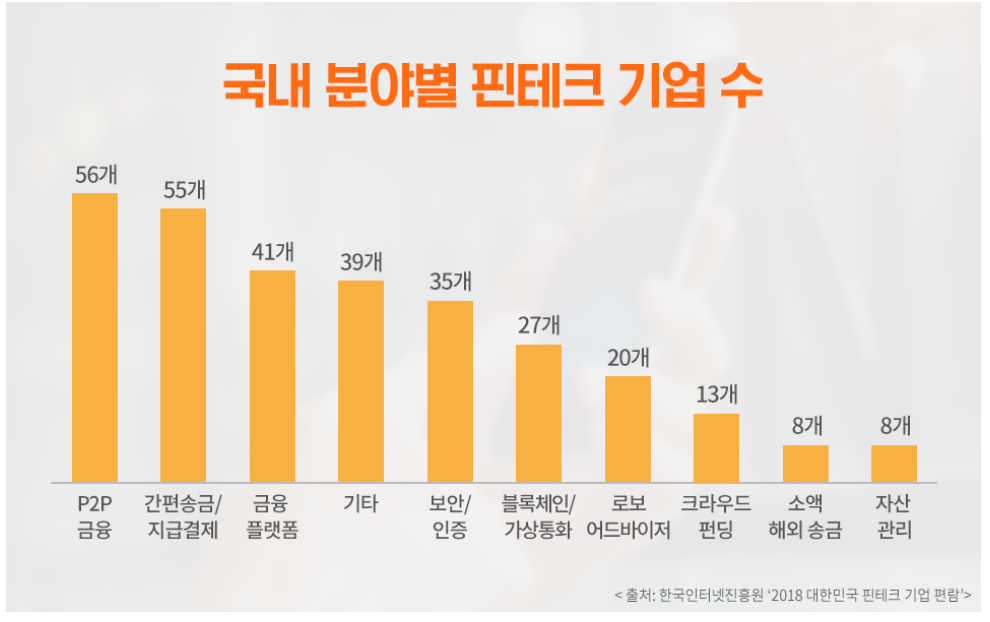 국내 분야별 핀테크 기업 수
56개
55개
41개
39개
35개
27개
20개
13개
8개
8개
P2P
금융
간편송금/
지급결제
금융
플랫폼
기타
보안/
인증
블록체인/
가상통화
로보
어드바이저
크라우드
펀딩
소액
해외 송금
자산
관리
< 출처: 한국인터넷진흥원 ‘2018 대한민국 핀테크 기업 편람’>